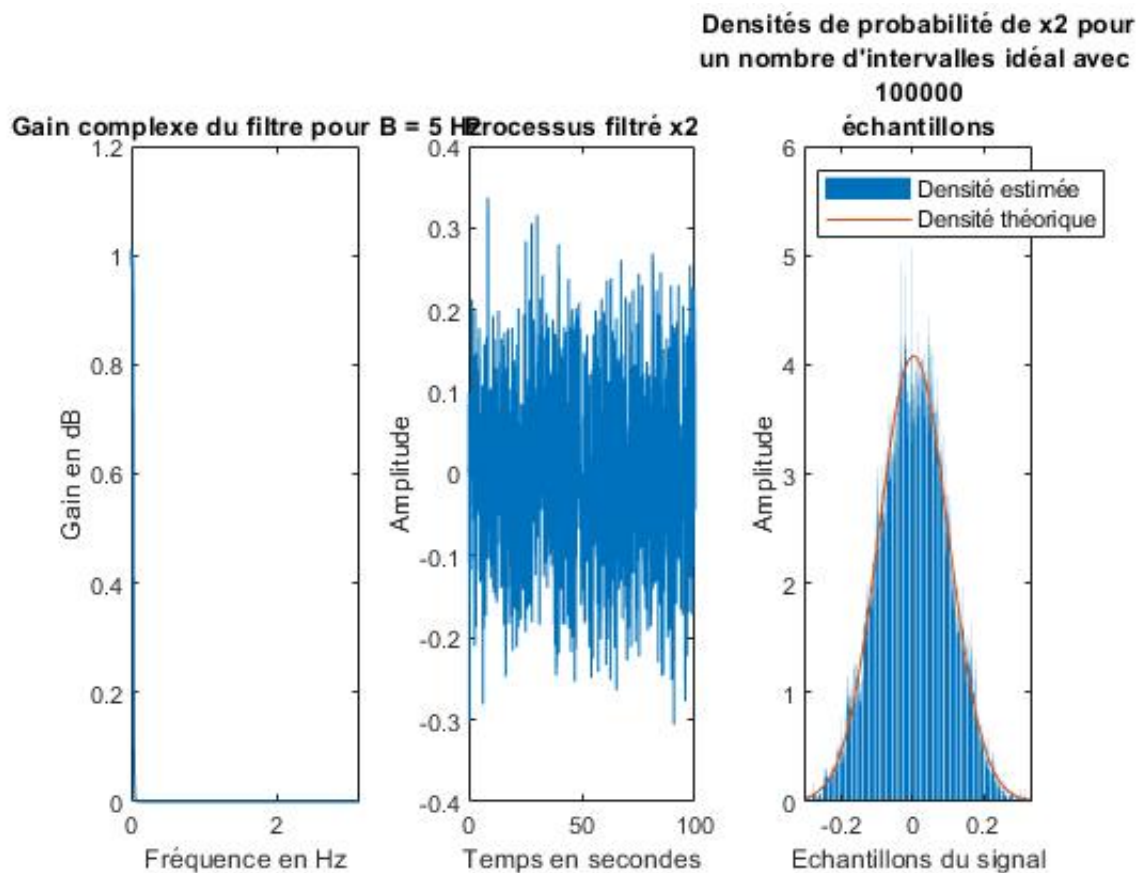 Densités de probabilité de x2 pour
un nombre d'intervalles idéal avec
100000
échantillons
Gain complexe du filtre pour B = 5 Hz
Processus filtré x2
1.2
1
0.8
0.6
0.4
0.2
0
Gain en dB
0
2
Fréquence en Hz
0.4
0.3
0.2
0.1
0
-0.1
-0.2
-0.3
-0.4
Amplitude
0
50
100
Temps en secondes
6
5
4
3
2
1
0
Amplitude
Densité estimée
Densité théorique
-0.2
0
0.2
Echantillons du signal